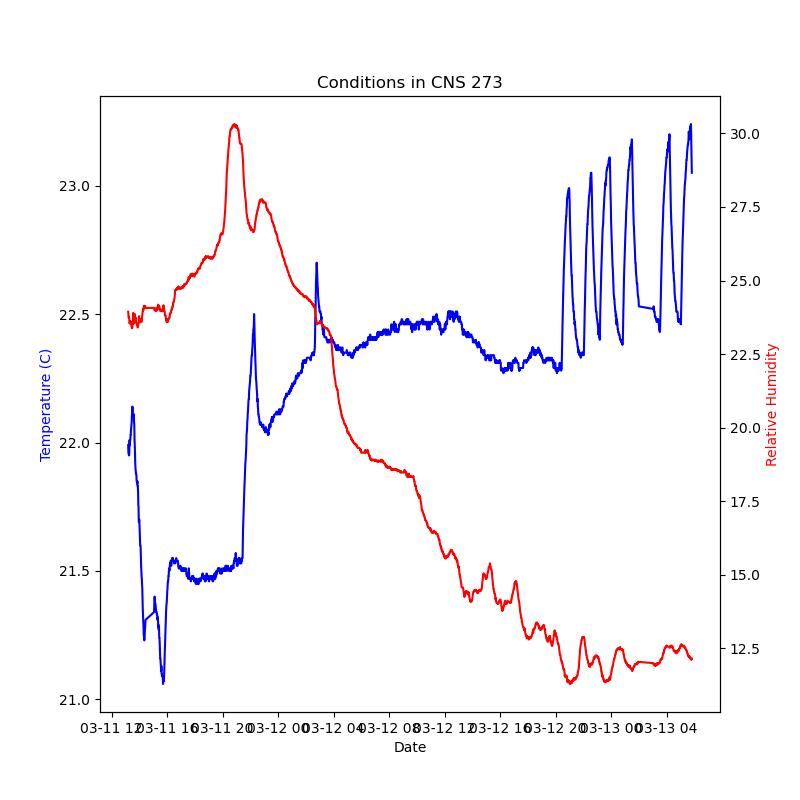 Conditions in CNS 273
23.0
22.5
22.0
21.5
21.0
Temperature (C)
30.0
27.5
25.0
22.5
20.0
17.5
15.0
12.5
Relative Humidity
03-11 12 03-11 16 03-11 20 03-12 00 03-12 04 03-12 08 03-12 12 03-12 16 03-12 20 03-13 00 03-13 04
Date